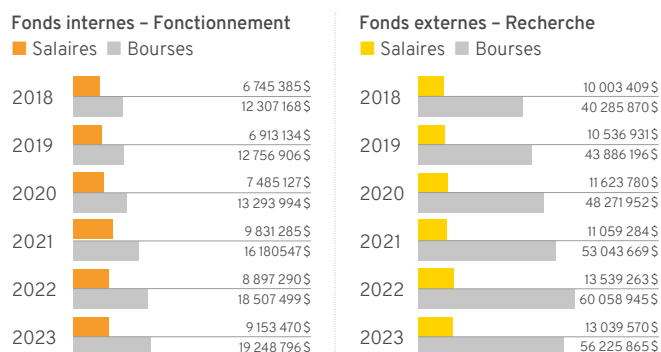 Fonds internes – Fonctionnement
Salaires Bourses
2018
6 745 385 $
12 307 168 $
2019
6 913 134 $
12 756 906 $
2020
7 485 127 $
13 293 994 $
2021
9 831 285 $
16 180547 $
2022
8 897 290 $
18 507 499 $
2023
9 153 470 $
19 248 796 $
Fonds externes – Recherche
Salaires Bourses
2018
10 003 409 $
40 285 870 $
2019
10 536 931 $
43 886 196 $
2020
11 623 780 $
48 271 952 $
2021
11 059 284 $
53 043 669 $
2022
13 539 263 $
60 058 945 $
2023
13 039 570 $
56 225 865 $